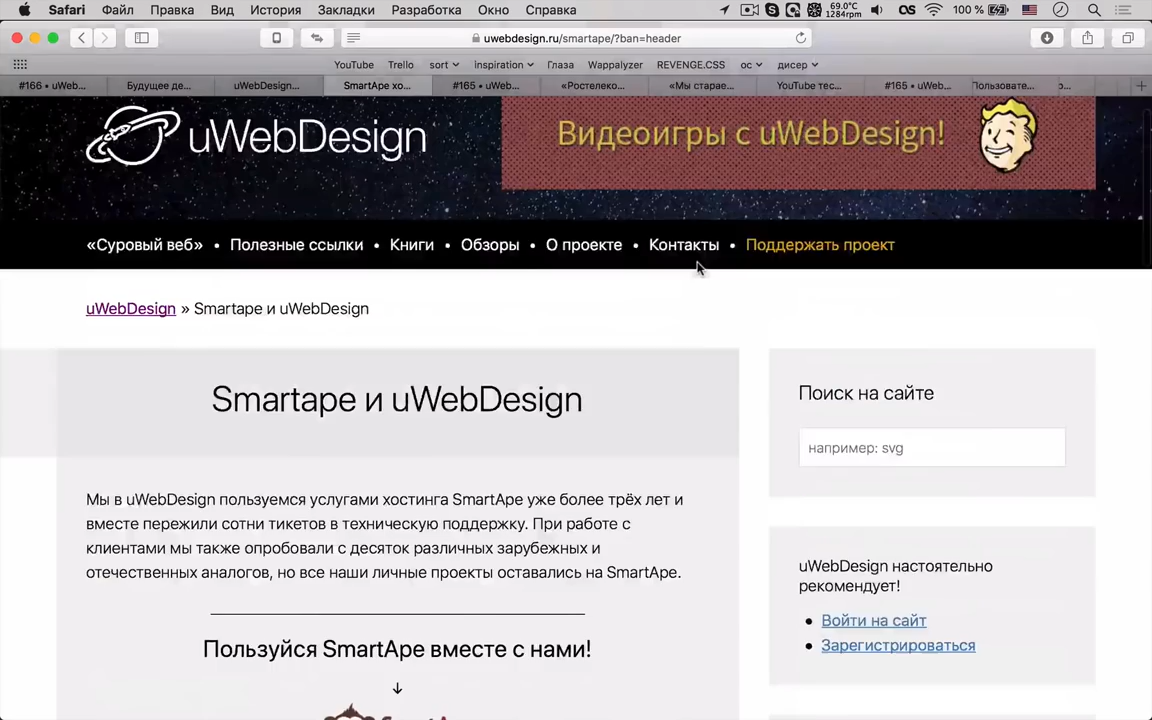 Safari Файл Правка Вид История Закладки Разработка Окно Справка
69.0°C
1284rpm
100 %
uwebdesign.ru/smartape/?ban=header
YouTube Trello sort Inspiration Глаза Wappalyzer REVENGE.CSS ос дисер
#166 • uWeb... Будущее де... uWebDesign... SmartApe хо... #165 • uWeb... «Ростелеко... «Мы старае... YouTube тес... #165 • uWeb... Пользовате...
uWebDesign
Видеоигры с uWebDesign!
«Суровый веб» • Полезные ссылки • Книги • Обзоры • О проекте • Контакты • Поддержать проект
uWebDesign » Smartape и uWebDesign
Smartape и uWebDesign
Мы в uWebDesign пользуемся услугами хостинга SmartApe уже более трёх лет и
вместе пережили сотни тикетов в техническую поддержку. При работе с
клиентами мы также опробовали с десяток различных зарубежных и
отечественных аналогов, но все наши личные проекты оставались на SmartApe.
Пользуйся SmartApe вместе с нами!
↓
Поиск на сайте
например: svg
uWebDesign настоятельно
рекомендует!
• Войти на сайт
• Зарегистрироваться